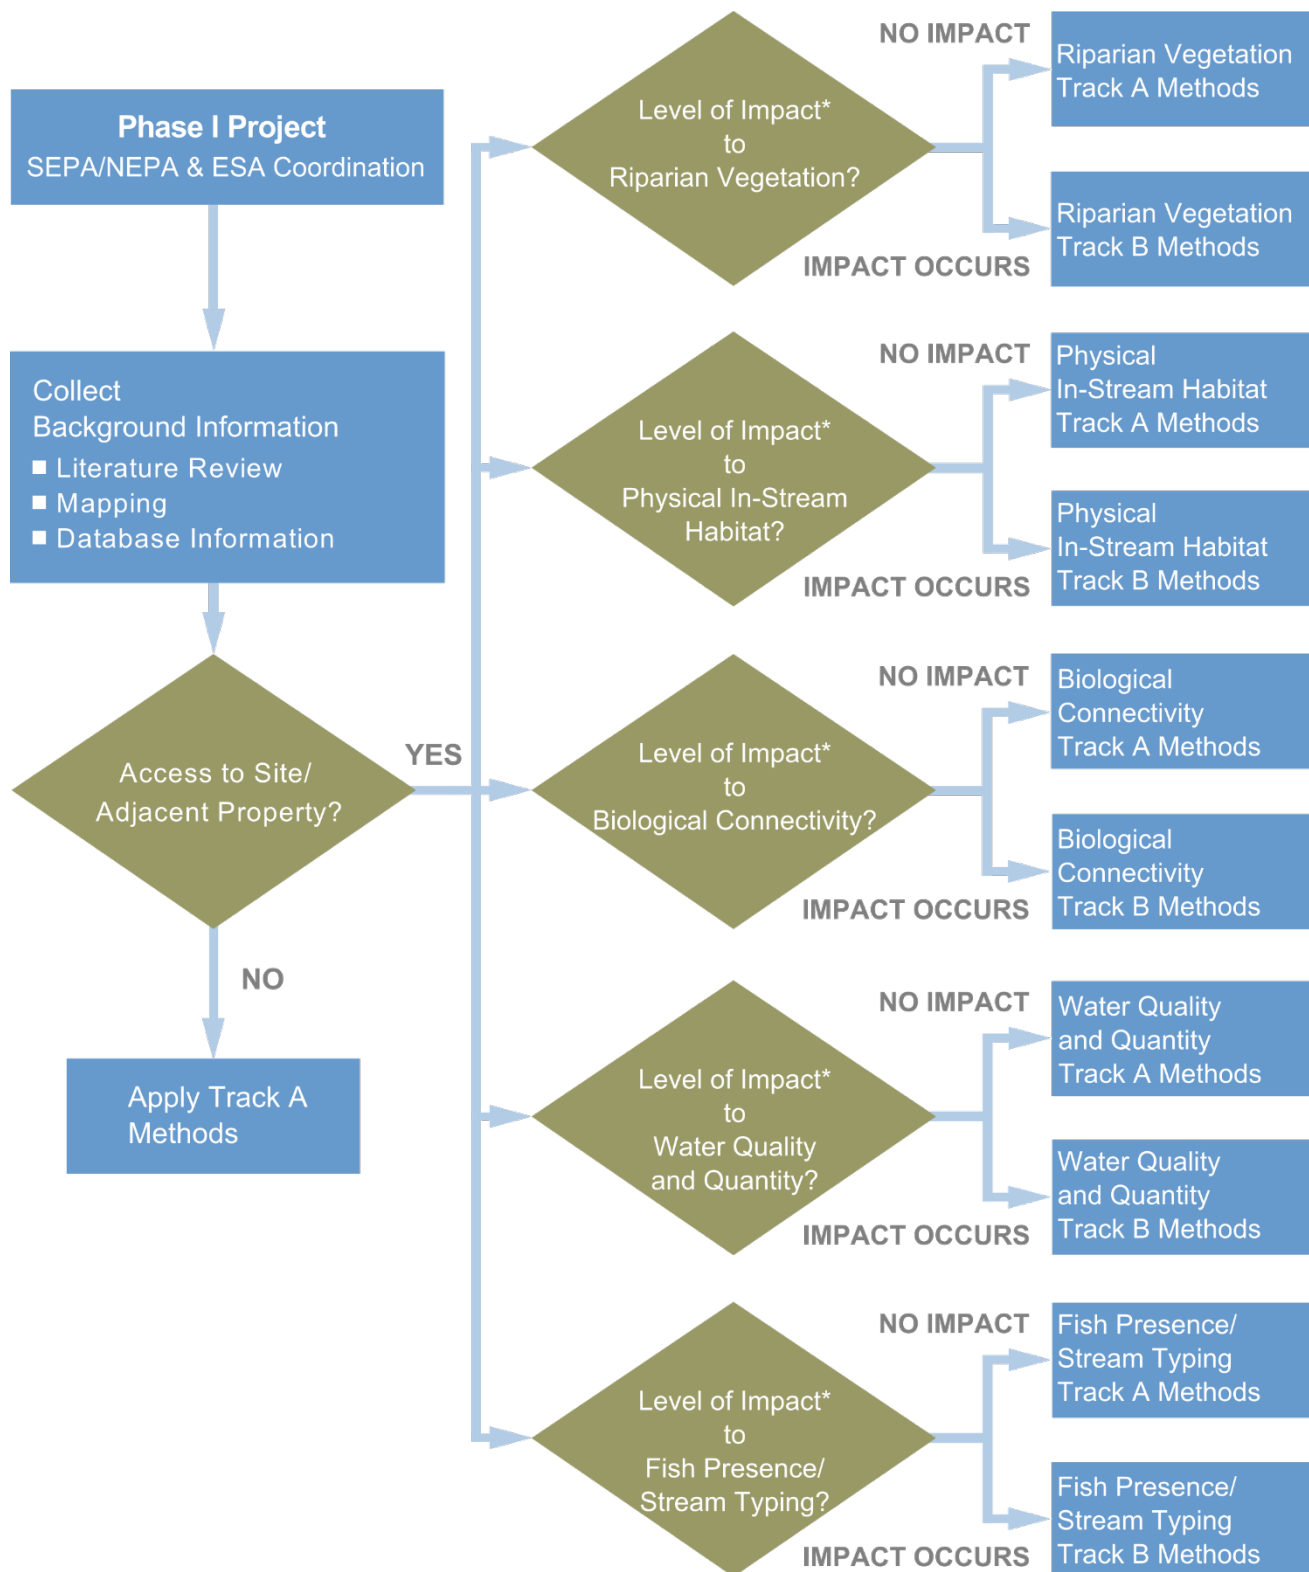 Phase I Project
SEPA/NEPA & ESA Coordination
Collect
Background Information
▪ Literature Review
▪ Mapping
▪ Database Information
Access to Site/
Adjacent Property?
YES
NO
Apply Track A
Methods
Level of Impact*
to
Riparian Vegetation?
NO IMPACT
Riparian Vegetation
Track A Methods
IMPACT OCCURS
Riparian Vegetation
Track B Methods
Level of Impact*
to
Physical In-Stream
Habitat?
NO IMPACT
Physical
In-Stream Habitat
Track A Methods
IMPACT OCCURS
Physical
In-Stream Habitat
Track B Methods
Level of Impact*
to
Biological Connectivity?
NO IMPACT
Biological
Connectivity
Track A Methods
IMPACT OCCURS
Biological
Connectivity
Track B Methods
Level of Impact*
to
Water Quality
and Quantity?
NO IMPACT
Water Quality
and Quantity
Track A Methods
IMPACT OCCURS
Water Quality
and Quantity
Track B Methods
Level of Impact*
to
Fish Presence/
Stream Typing?
NO IMPACT
Fish Presence/
Stream Typing
Track A Methods
IMPACT OCCURS
Fish Presence/
Stream Typing
Track B Methods